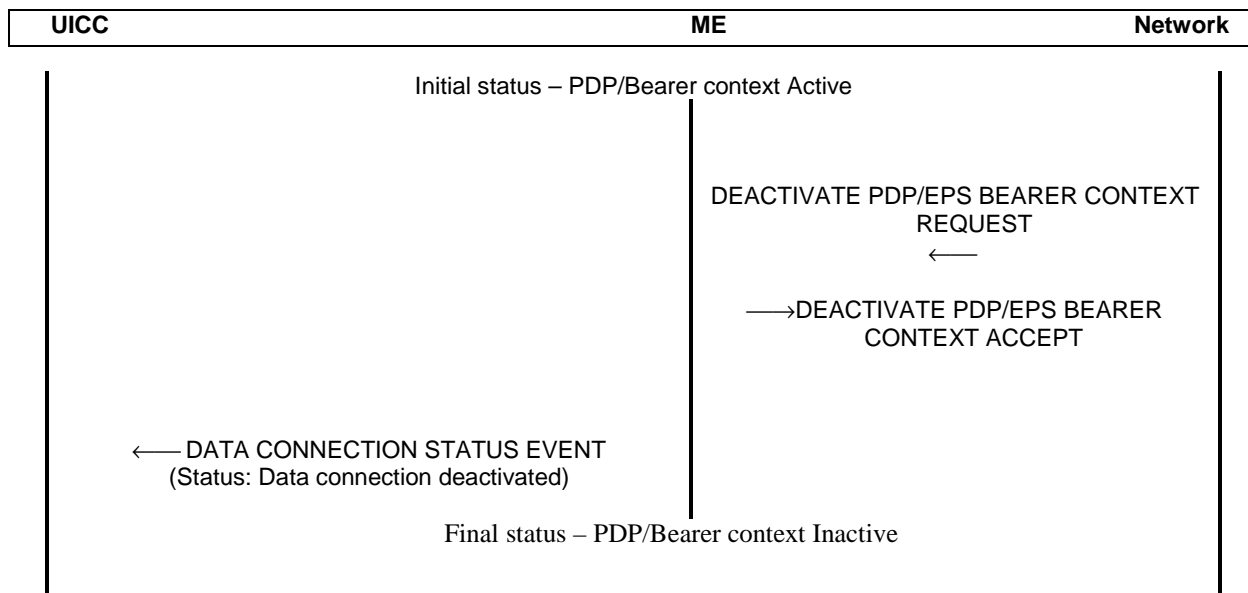 UICC ME Network
Initial status – PDP/Bearer context Active
DEACTIVATE PDP/EPS BEARER CONTEXT
REQUEST
←
→DEACTIVATE PDP/EPS BEARER
CONTEXT ACCEPT
← DATA CONNECTION STATUS EVENT
(Status: Data connection deactivated)
Final status – PDP/Bearer context Inactive